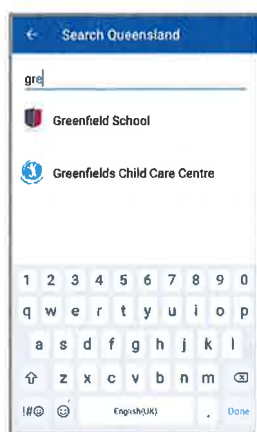 ← Search Queensland
gre
Greenfield School
Greenfields Child Care Centre
1 2 3 4 5 6 7 8 9 0
q w e r t y u i o p
a s d f g h j k l
z x c v b n m
!#☺ English(UK) . Done